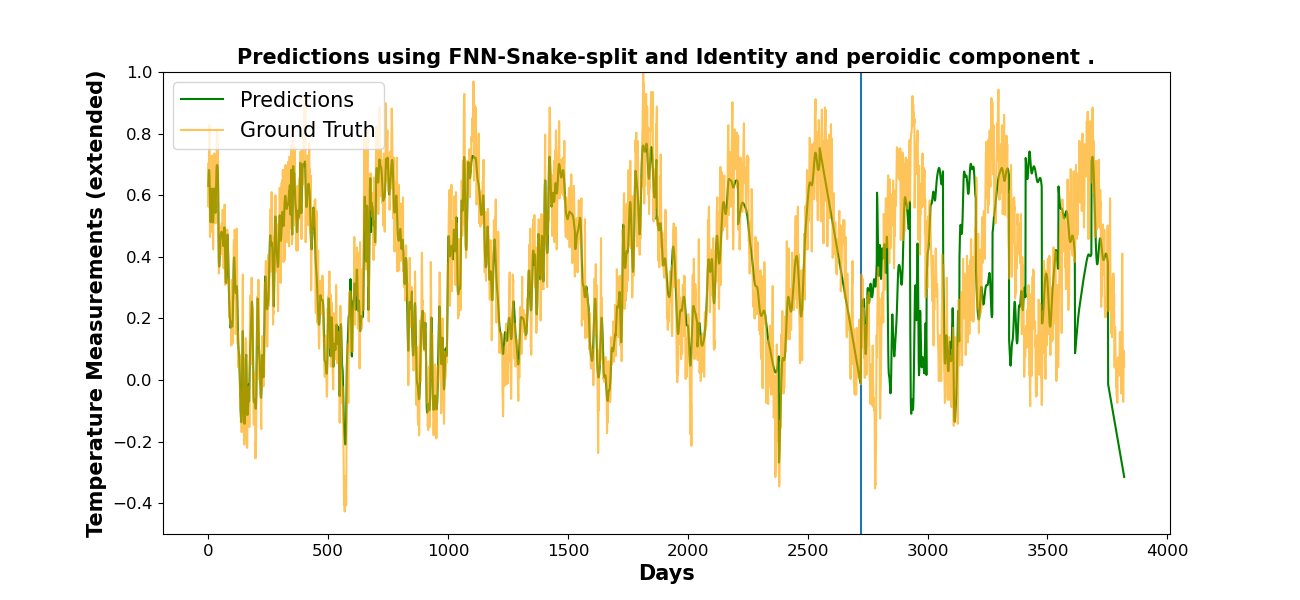 Predictions using FNN-Snake-split and Identity and peroidic component .
Temperature Measurements (extended)
1.0
0.8
0.6
0.4
0.2
0.0
−0.2
−0.4
Predictions
Ground Truth
0 500 1000 1500 2000 2500 3000 3500 4000
Days